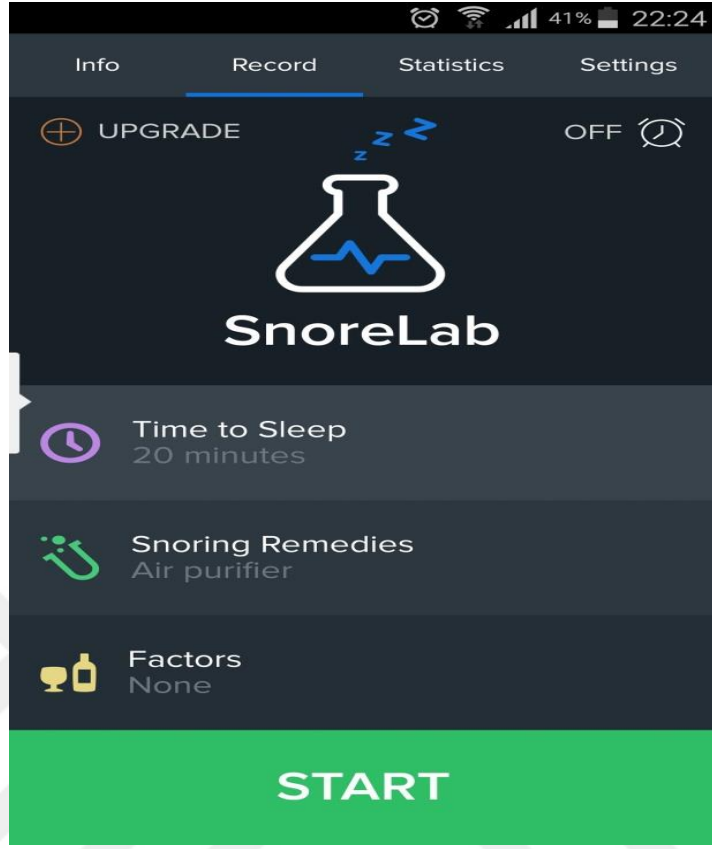 41% 22:24
Info Record Statistics Settings
UPGRADE z z z OFF
SnoreLab
Time to Sleep
20 minutes
Snoring Remedies
Air purifier
Factors
None
START